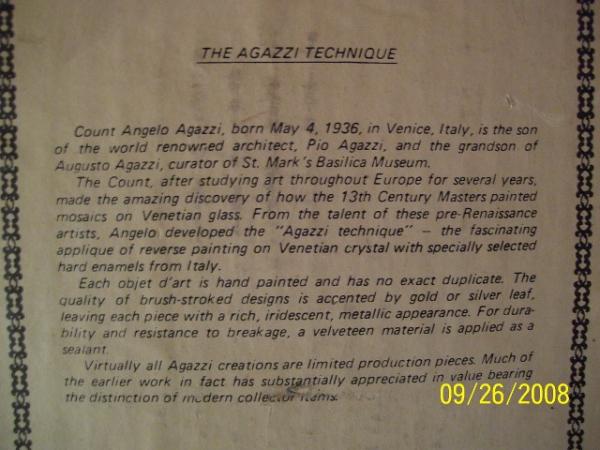 THE AGAZZI TECHNIQUE
Count Angelo Agazzi, born May 4, 1936, in Venice, Italy, is the son
of the world renowned architect, Pio Agazzi, and the grandson of
Augusto Agazzi, curator of St. Mark's Basilica Museum.
The Count, after studying art throughout Europe for several years,
made the amazing discovery of how the 13th Century Masters painted
mosaics on Venetian glass. From the talent of these pre-Renaissance
artists, Angelo developed the "Agazzi technique" – the fascinating
applique of reverse painting on Venetian crystal with specially selected
hard enamels from Italy.
Each objet d'art is hand painted and has no exact duplicate. The
quality of brush-stroked designs is accented by gold or silver leaf,
leaving each piece with a rich, iridescent, metallic appearance. For dura-
bility and resistance to breakage, a velveteen material is applied as a
sealant.
Virtually all Agazzi creations are limited production pieces. Much of
the earlier work in fact has substantially appreciated in value bearing
the distinction of modern collector items.
09/26/2008